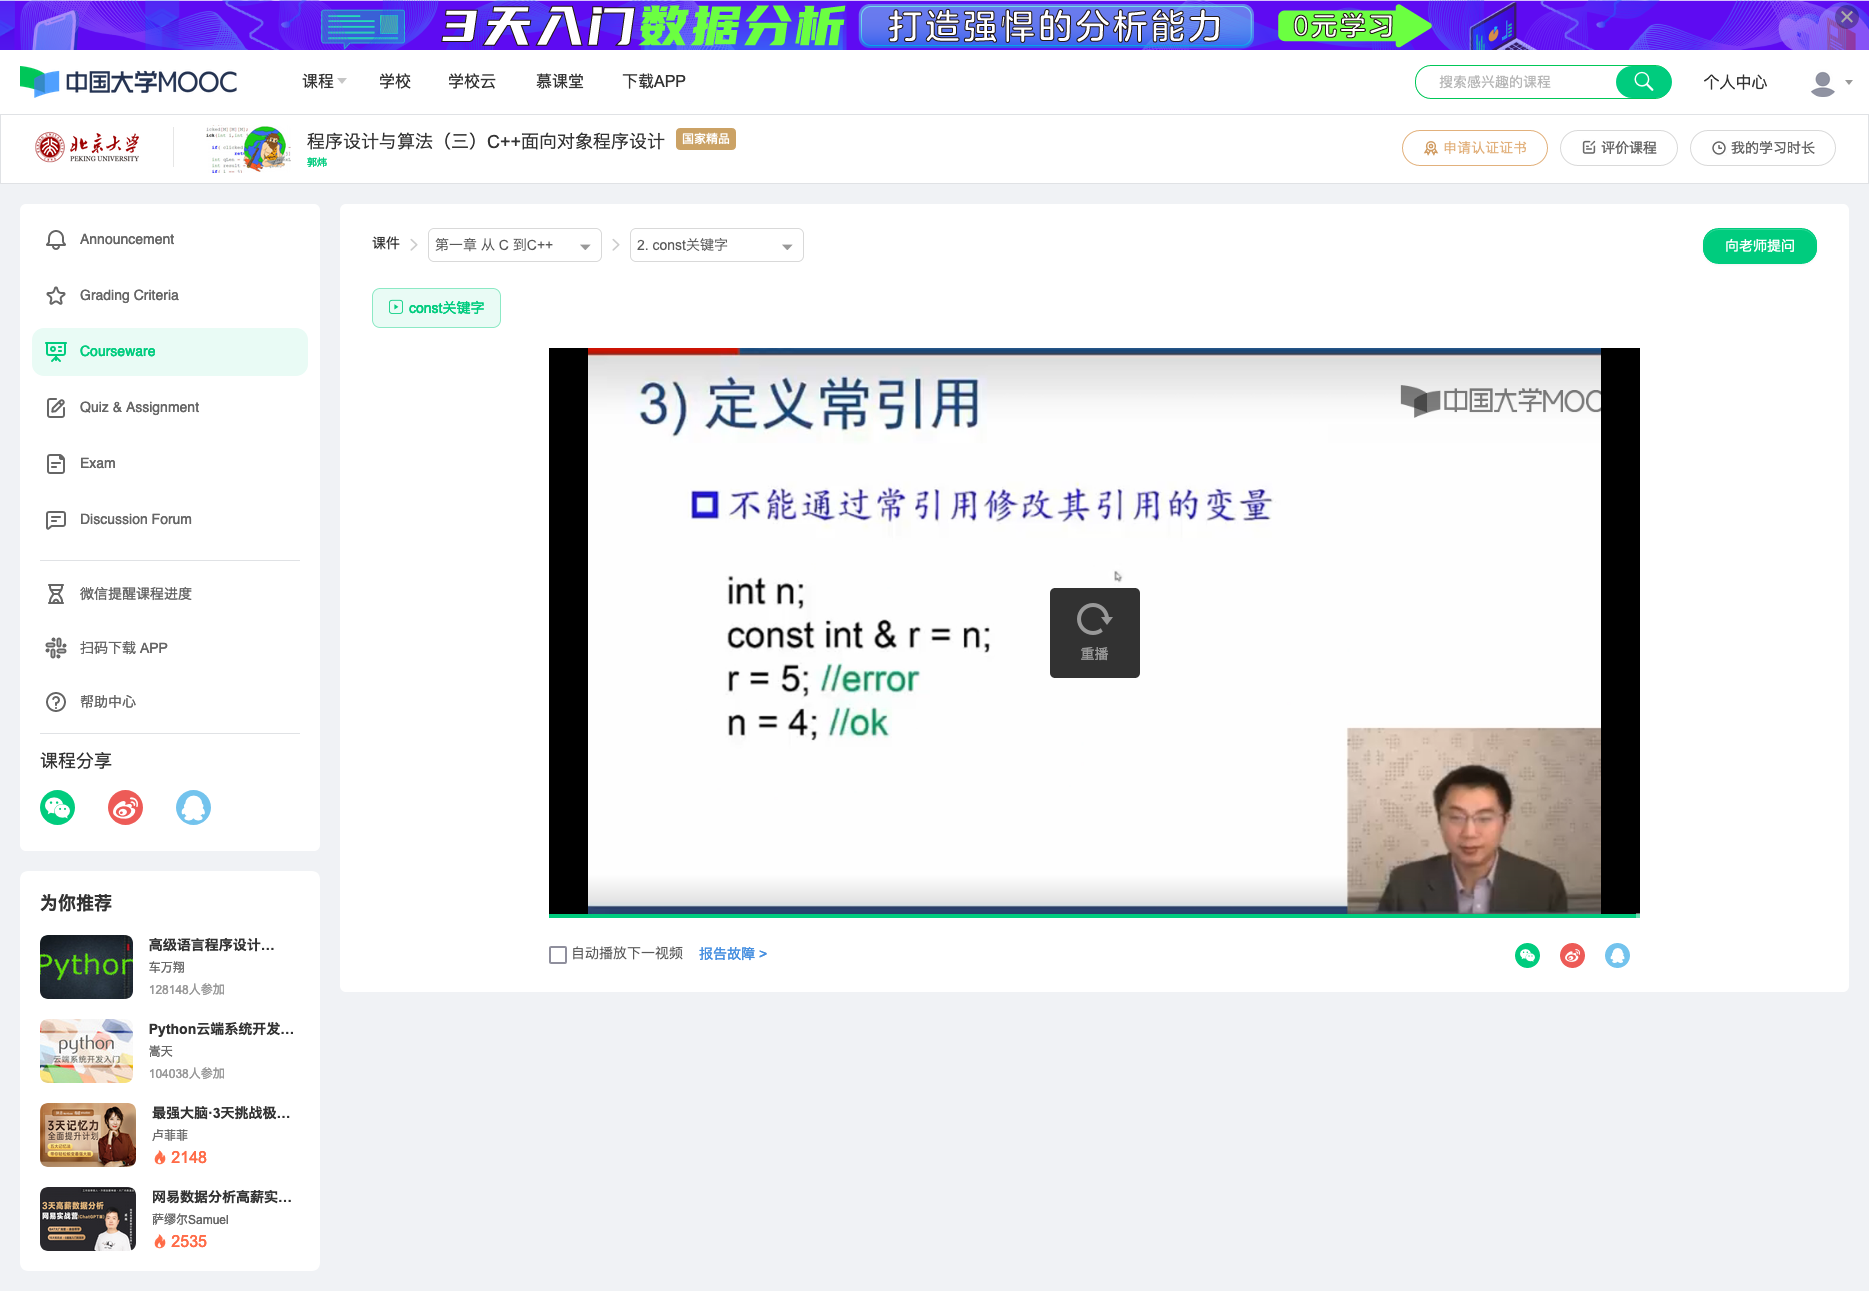 3天入门数据分析 打造强悍的分析能力 0元学习
中国大学MOOC 课程 学校 学校云 慕课堂 下载APP 搜索感兴趣的课程 个人中心
北京大学 PEKING UNIVERSITY 程序设计与算法（三）C++面向对象程序设计 国家精品 申请认证证书 评价课程 我的学习时长
郭炜
Announcement
Grading Criteria
Courseware
Quiz & Assignment
Exam
Discussion Forum
微信提醒课程进度
扫码下载 APP
帮助中心
课程分享
为你推荐
Python
高级语言程序设计...
车万翔
128148人参加
python
云端系统开发入门
Python云端系统开发...
嵩天
104038人参加
3天记忆力
全面提升计划
最强大脑·3天挑战极...
卢菲菲
2148
3天高薪数据分析
网易实战营
网易数据分析高薪实...
萨缪尔Samuel
2535
课件 第一章 从 C 到C++ 2. const关键字 向老师提问
const关键字
3) 定义常引用
中国大学MOOC
不能通过常引用修改其引用的变量
int n;
const int & r = n;
r = 5; //error
n = 4; //ok
重播
自动播放下一视频 报告故障 >